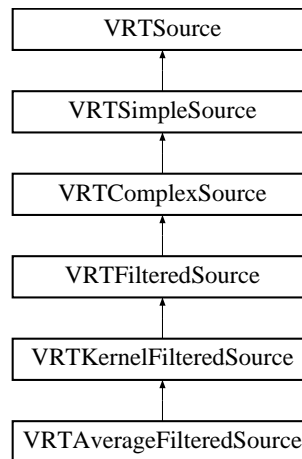 VRTSource
VRTSimpleSource
VRTComplexSource
VRTFilteredSource
VRTKernelFilteredSource
VRTAverageFilteredSource